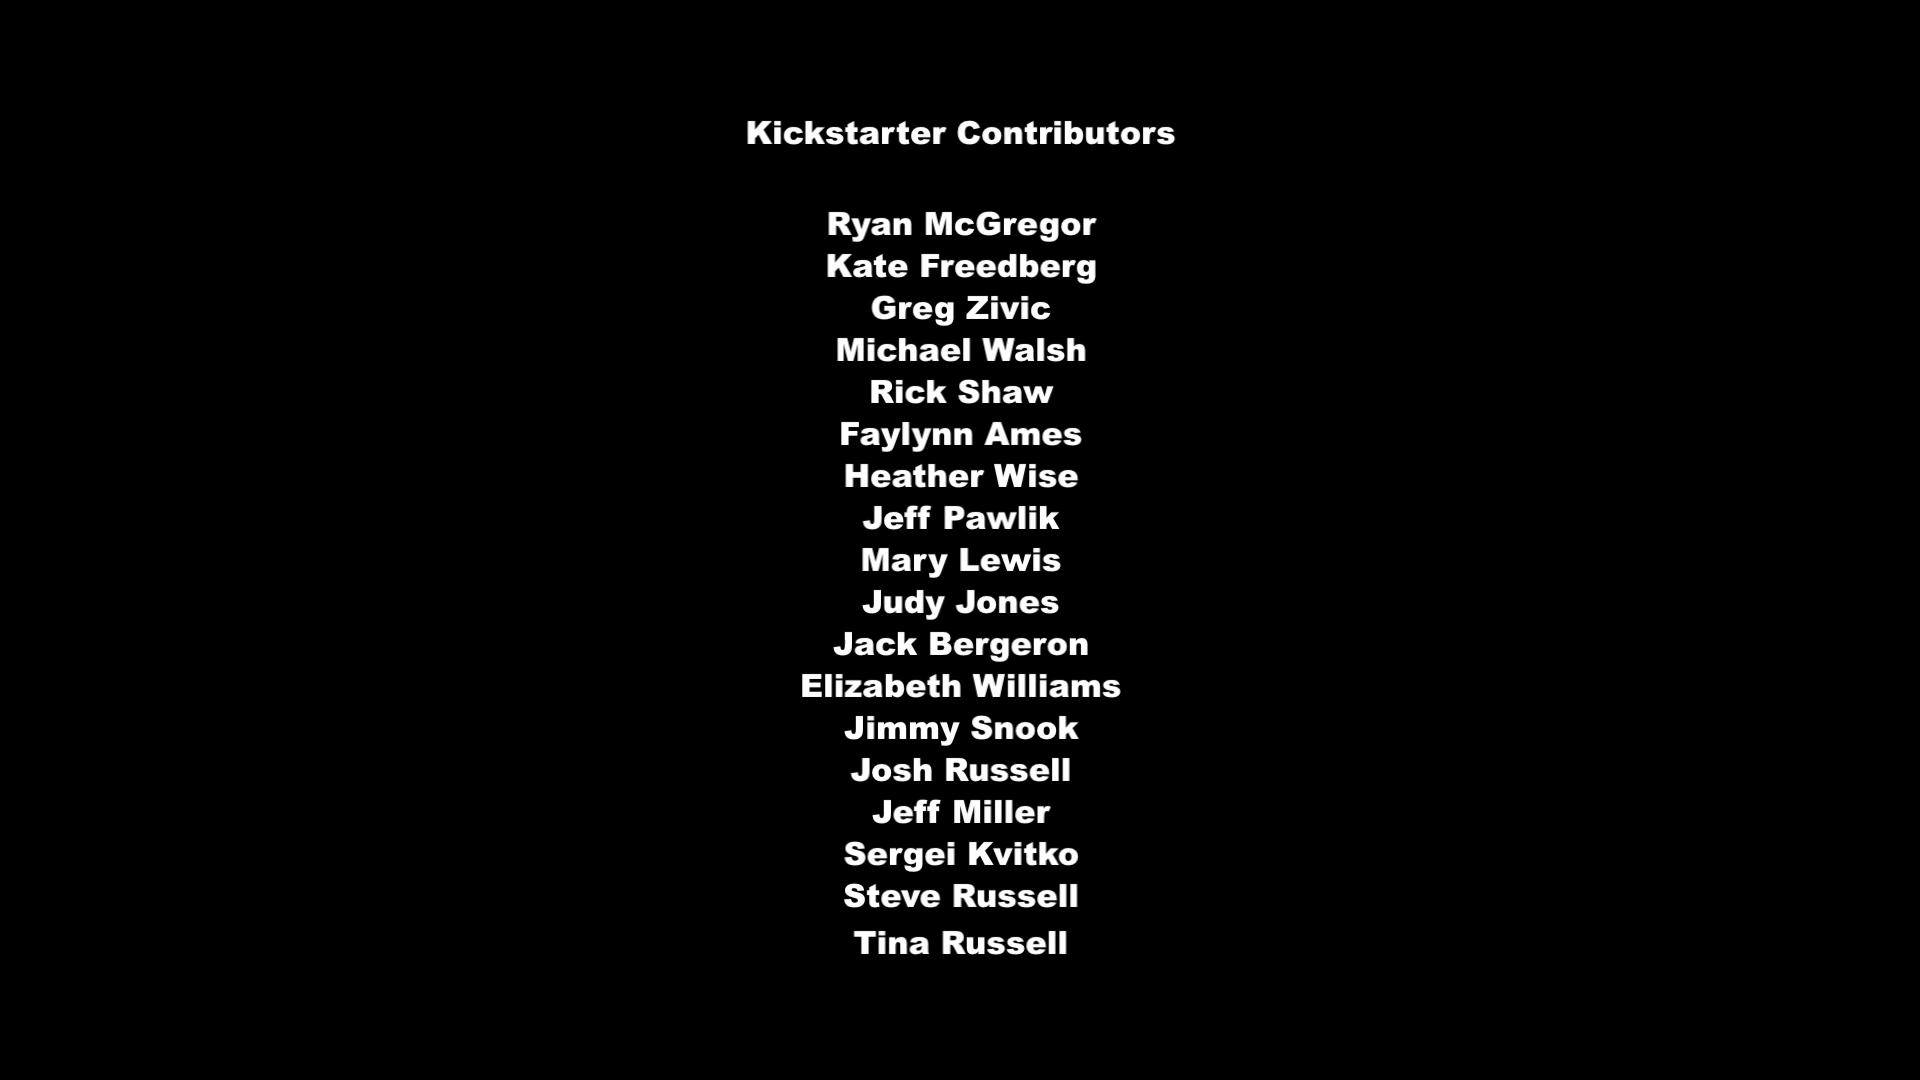 Kickstarter Contributors
Ryan McGregor
Kate Freedberg
Greg Zivic
Michael Walsh
Rick Shaw
Faylynn Ames
Heather Wise
Jeff Pawlik
Mary Lewis
Judy Jones
Jack Bergeron
Elizabeth Williams
Jimmy Snook
Josh Russell
Jeff Miller
Sergei Kvitko
Steve Russell
Tina Russell